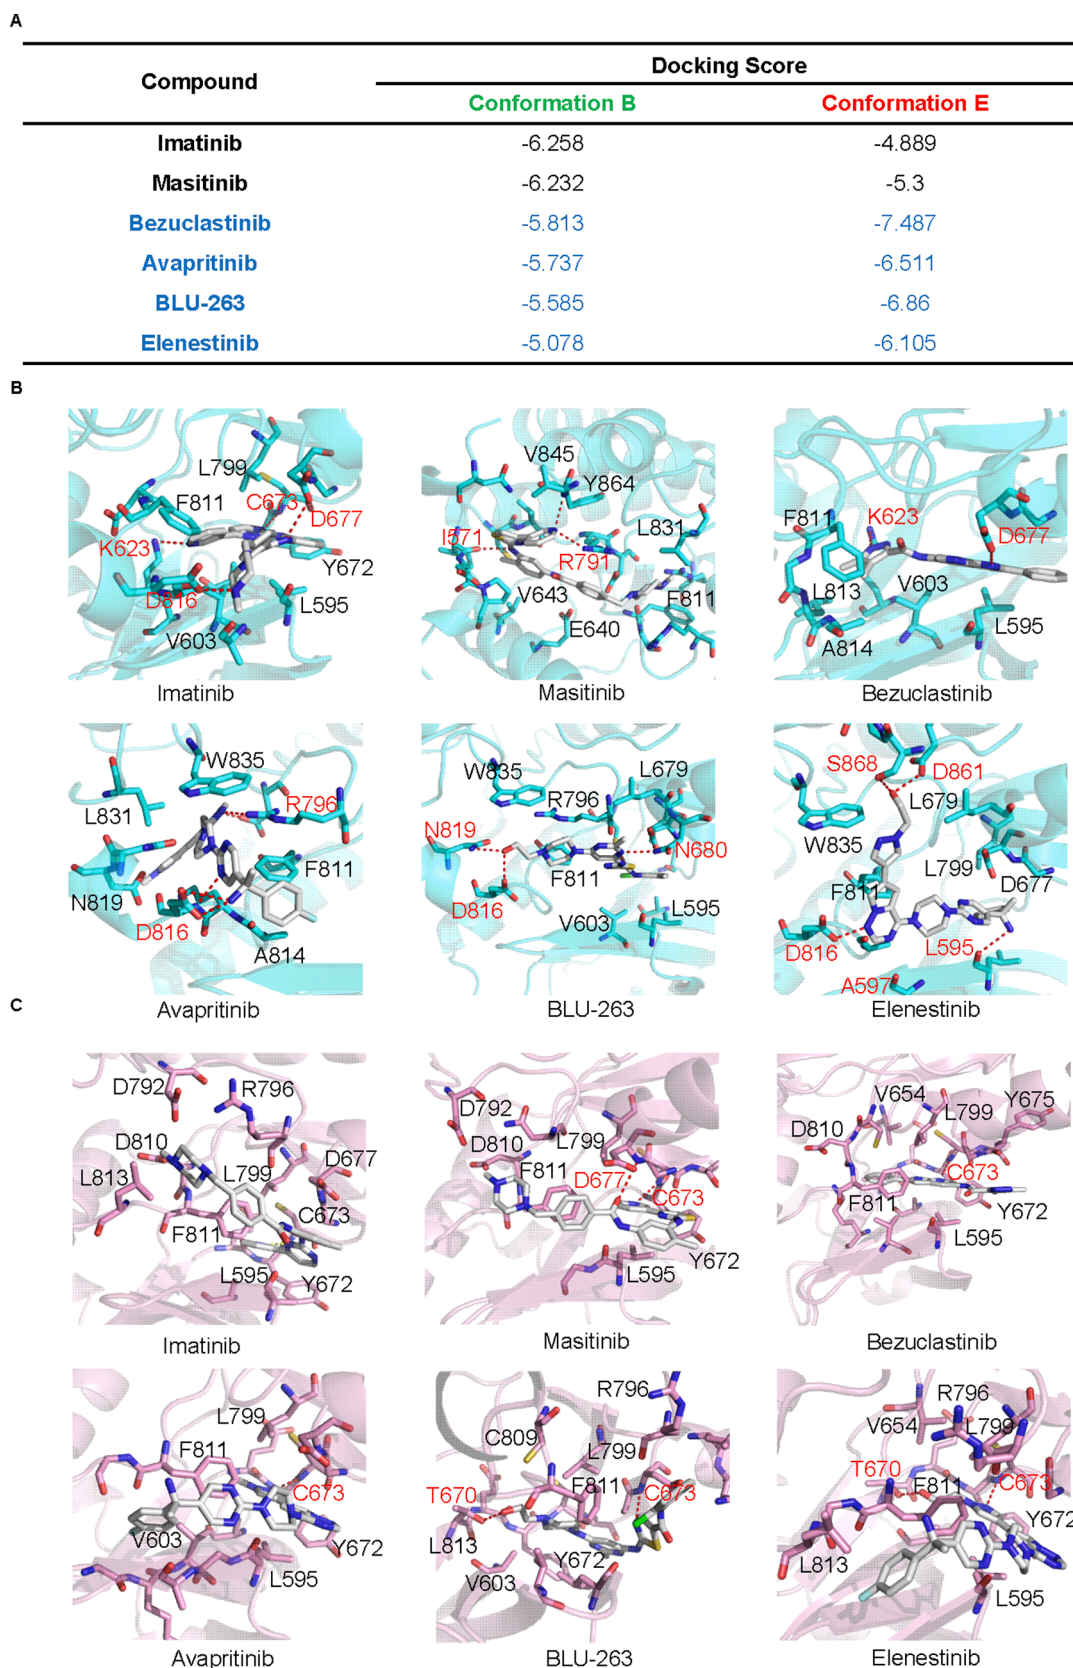 A
Compound
Docking Score
Conformation B Conformation E
Imatinib -6.258 -4.889
Masitinib -6.232 -5.3
Bezuclastinib -5.813 -7.487
Avapritinib -5.737 -6.511
BLU-263 -5.585 -6.86
Elenestinib -5.078 -6.105
B
L799
F811
C673
D677
K623
Y672
D816
L595
V603
Imatinib
V845
Y864
L831
I571
R791
V643
F811
E640
Masitinib
F811
K623
D677
L813
V603
A814
L595
Bezuclastinib
W835
L831
R796
F811
N819
D816
A814
Avapritinib
W835
L679
R796
N819
N680
F811
D816
V603
L595
BLU-263
S868
D861
L679
W835
L799
F811
D677
D816
L595
A597
Elenestinib
C
D792
R796
D810
L813
L799
D677
C673
F811
L595
Y672
Imatinib
D792
D810
L799
F811
D677
C673
L595
Y672
Masitinib
V654
Y675
L799
D810
C673
F811
Y672
L595
Bezuclastinib
L799
F811
C673
V603
Y672
L595
Avapritinib
R796
C809
L799
F811
T670
C673
L813
Y672
V603
BLU-263
R796
V654
L799
T670
F811
C673
Y672
L813
L595
Elenestinib